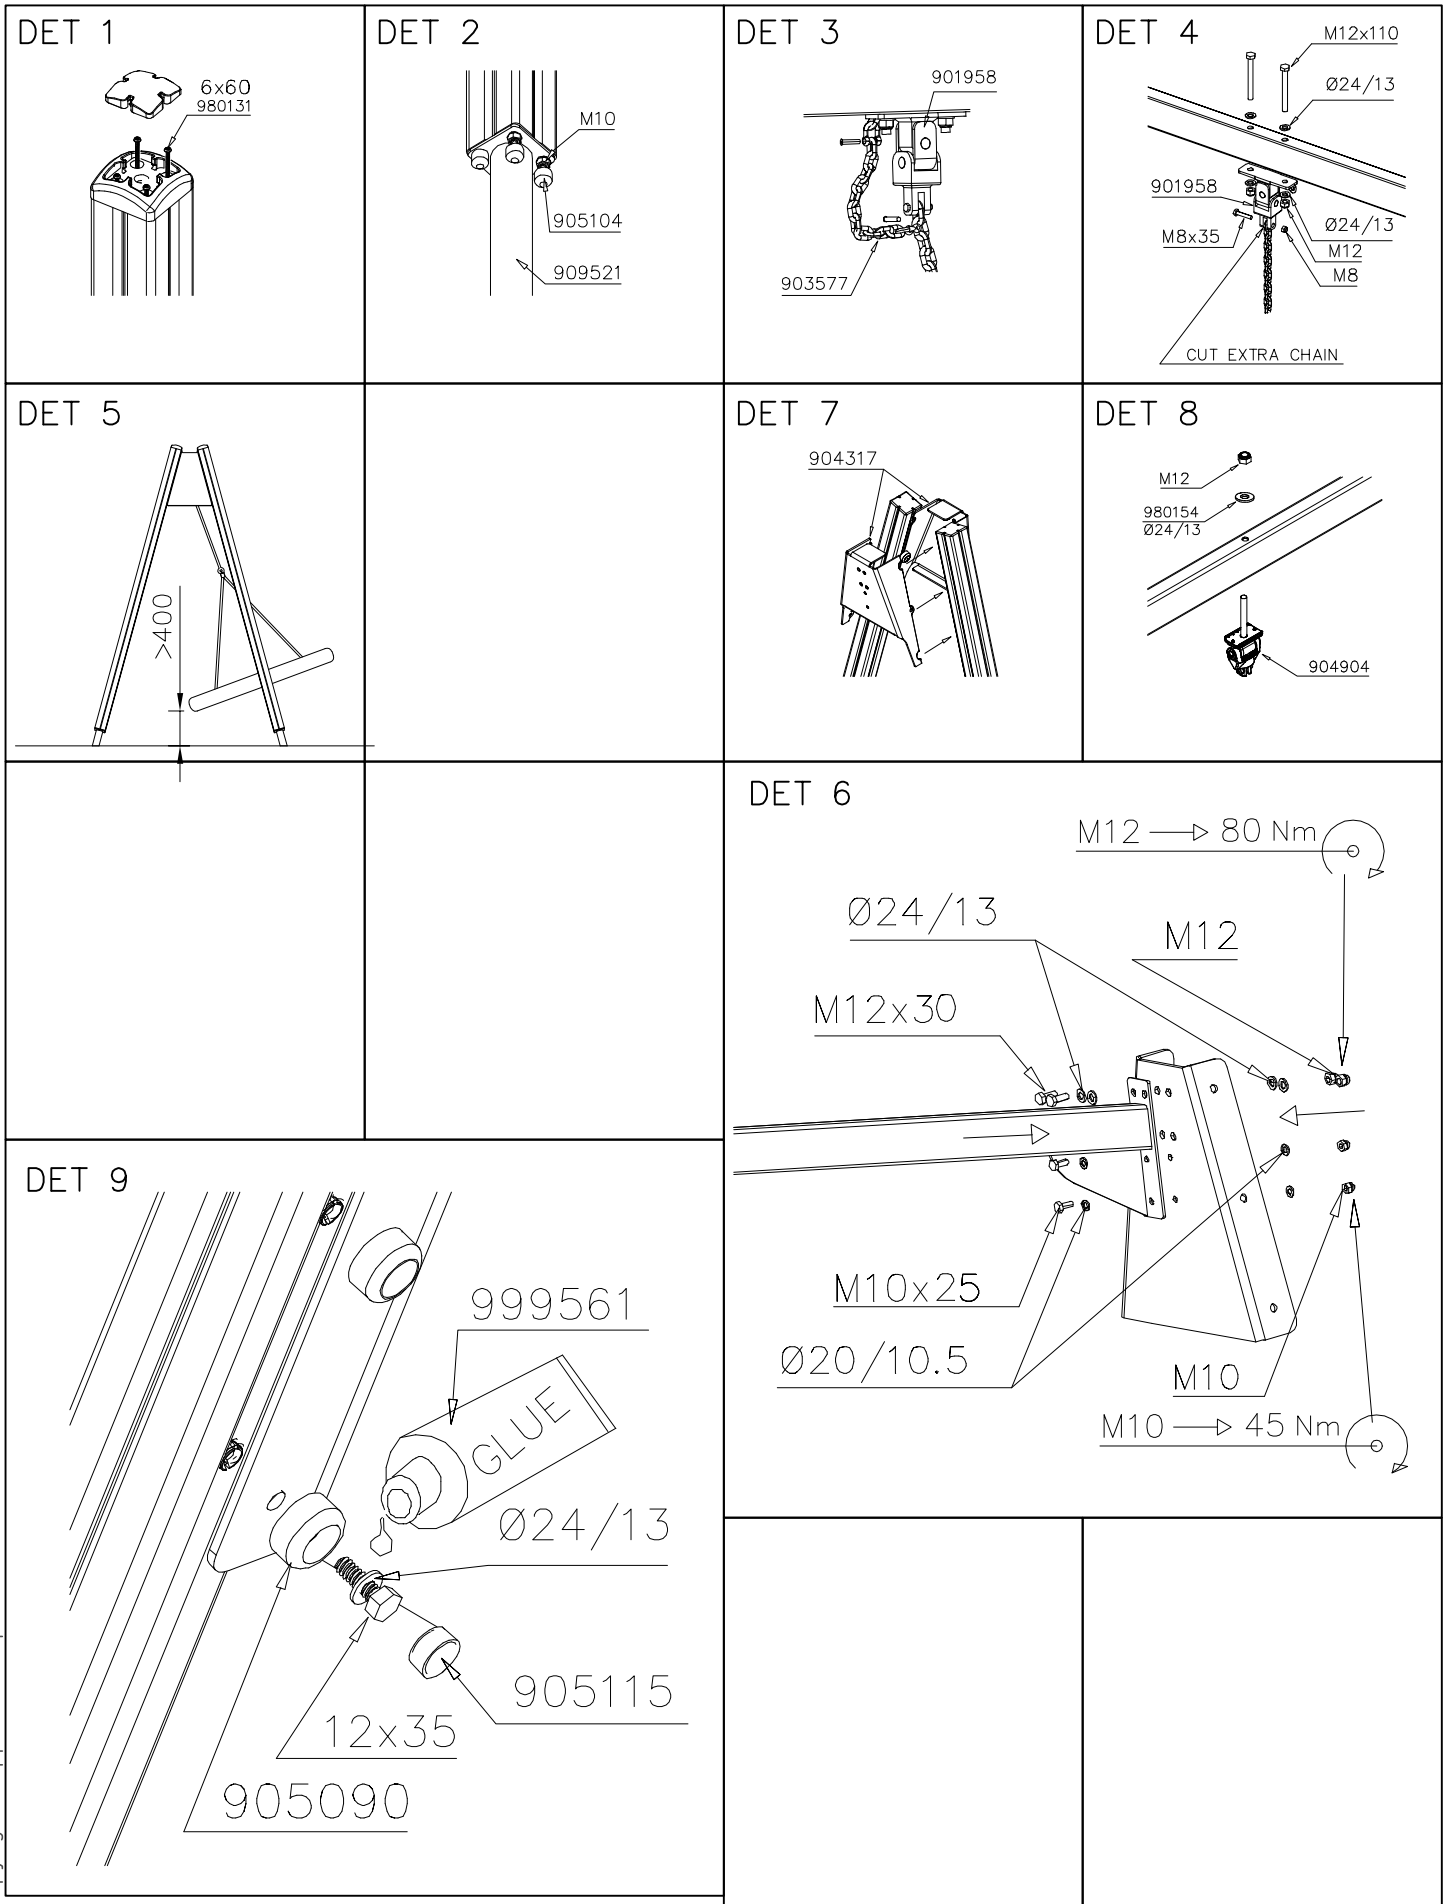 DET 1
6x60
980131
DET 2
M10
905104
909521
DET 3
901958
903577
DET 4
M12x110
Ø24/13
901958
M8x35
Ø24/13
M12
M8
CUT EXTRA CHAIN
DET 5
>400
DET 7
904317
DET 8
M12
980154
Ø24/13
904904
DET 6
M12 80 Nm
Ø24/13
M12
M12x30
M10x25
Ø20/10.5
M10
M10 45 Nm
DET 9
999561
GLUE
Ø24/13
905115
12x35
905090